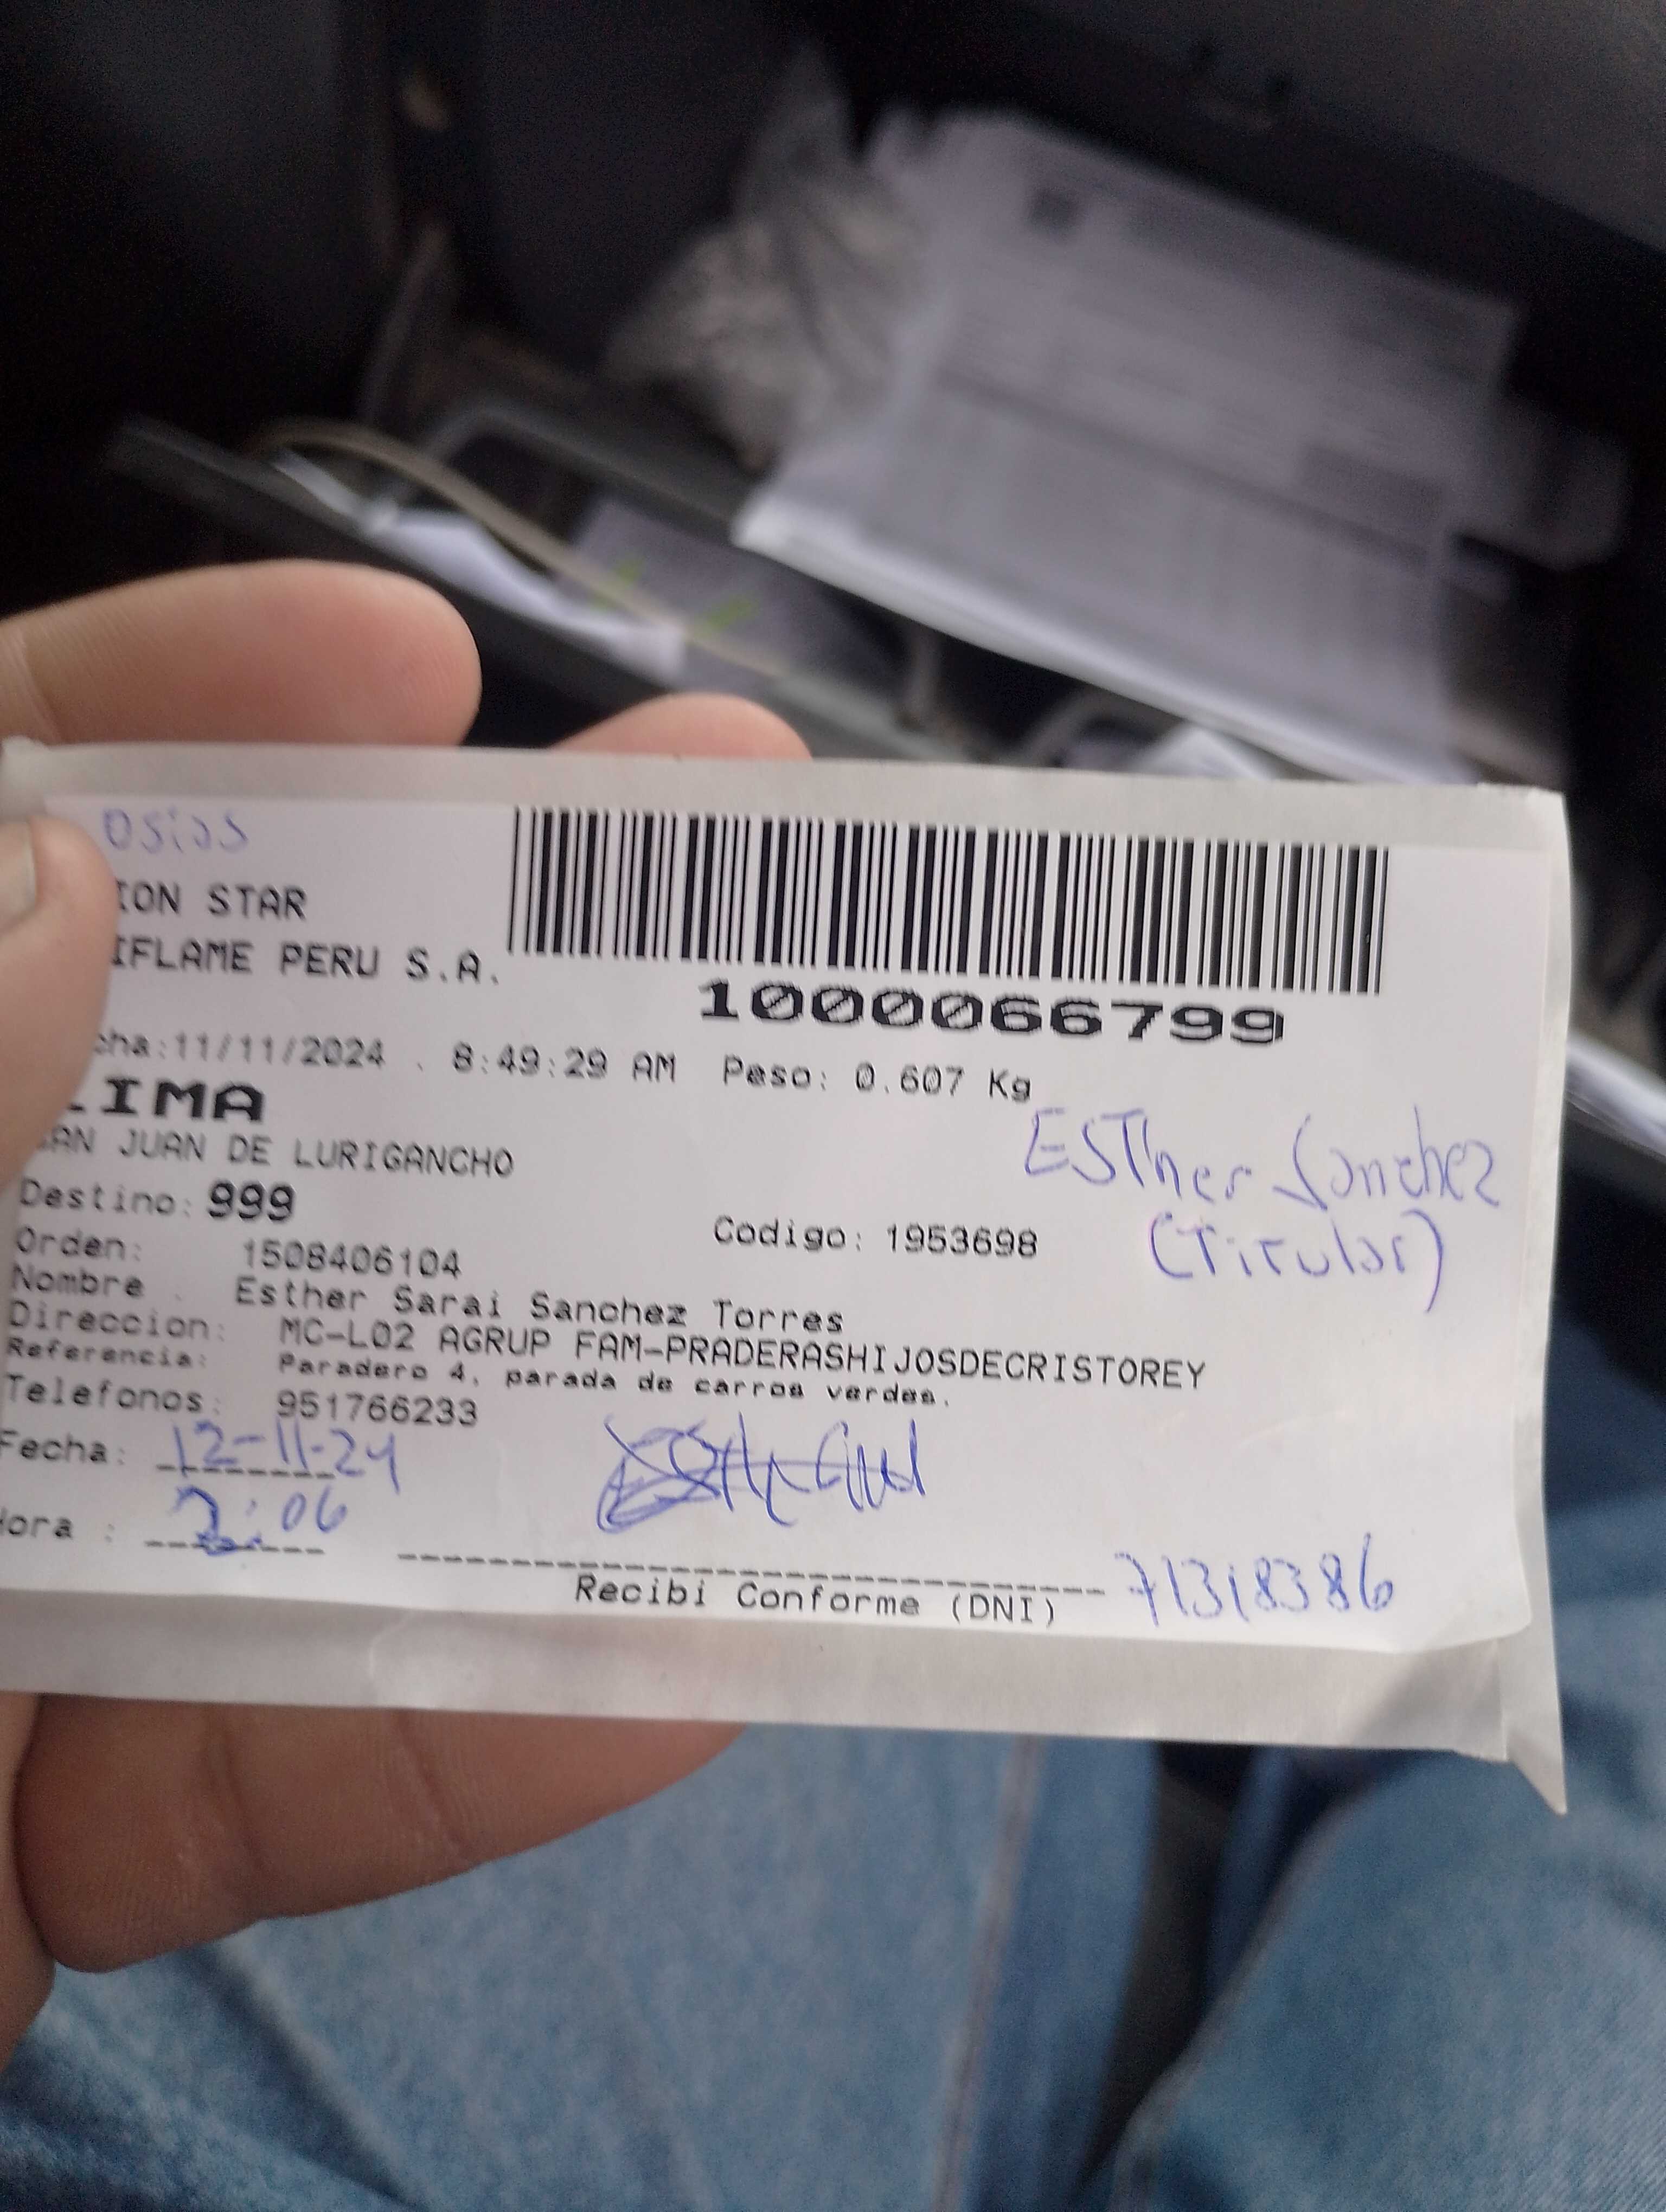 osias
ION STAR
IFLAME PERU S.A.
1000066799
cha:11/11/2024 . 8:49:29 AM Peso: 0.607 Kg
LIMA
SAN JUAN DE LURIGANCHO
Esther Sanchez
(Titular)
Destino: 999
Codigo: 1953698
Orden: 1508406104
Nombre : Esther Sarai Sanchez Torres
Direccion: MC-L02 AGRUP FAM-PRADERASHIJOSDECRISTOREY
Referencia: Paradero 4, parada de carros verdes.
Telefonos: 951766233
Fecha: 12-11-24
Hora : 2:06
Recibi Conforme (DNI) 71318386